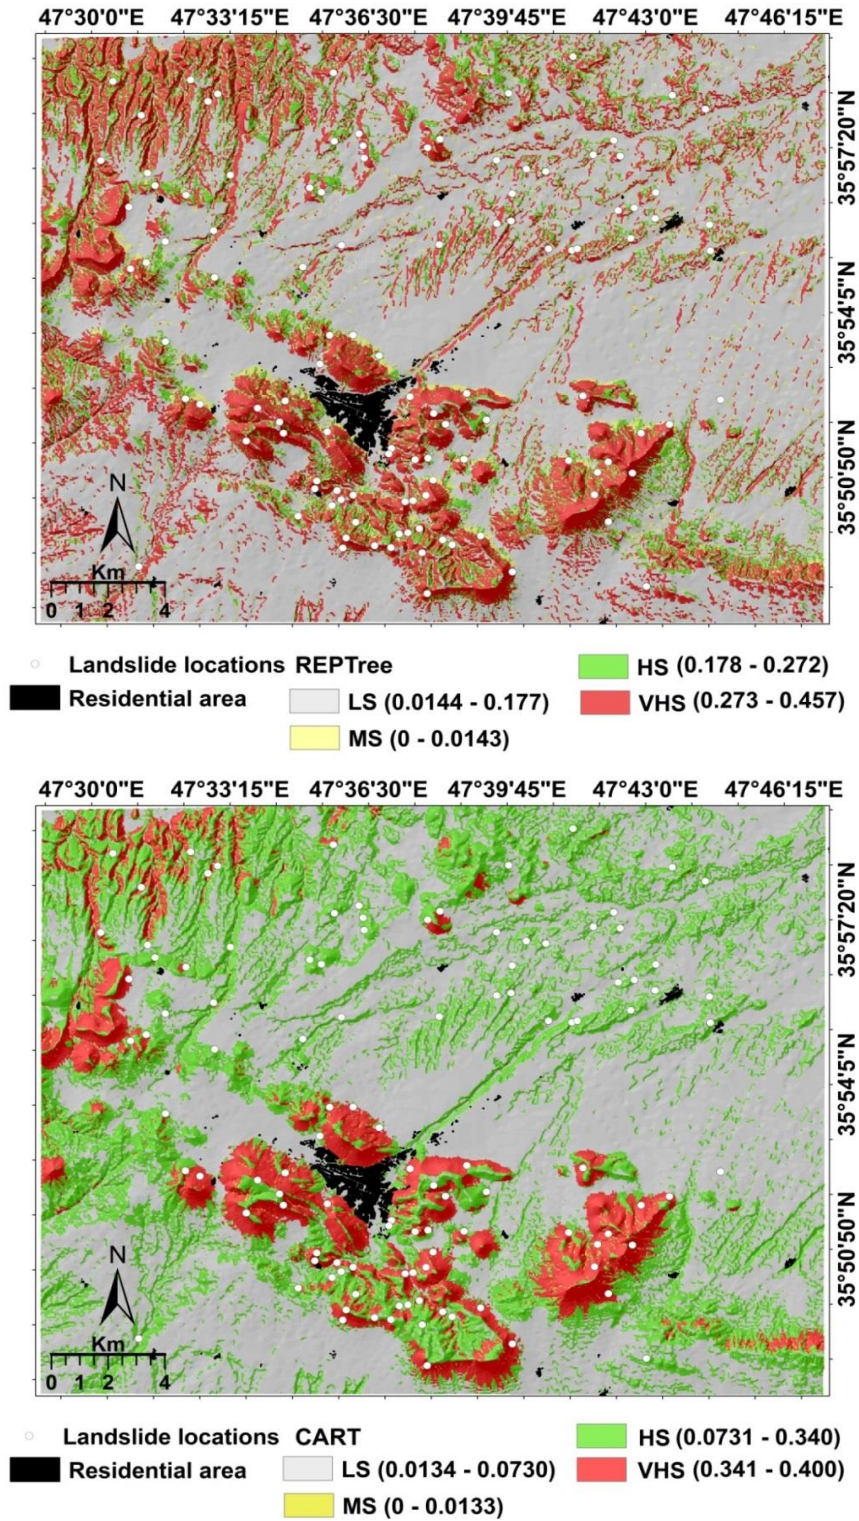 47°30'0"E 47°33'15"E 47°36'30"E 47°39'45"E 47°43'0"E 47°46'15"E
35°57'20"N
35°54'5"N
35°50'50"N
N
Km
0 1 2 4
Landslide locations REPTree
Residential area
LS (0.0144 - 0.177)
MS (0 - 0.0143)
HS (0.178 - 0.272)
VHS (0.273 - 0.457)
47°30'0"E 47°33'15"E 47°36'30"E 47°39'45"E 47°43'0"E 47°46'15"E
35°57'20"N
35°54'5"N
35°50'50"N
N
Km
0 1 2 4
Landslide locations CART
Residential area
LS (0.0134 - 0.0730)
MS (0 - 0.0133)
HS (0.0731 - 0.340)
VHS (0.341 - 0.400)